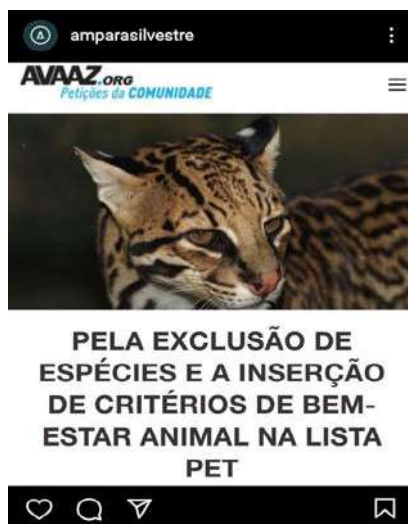 amparasilvestre
AVAAZ.ORG
Petições da COMUNIDADE
PELA EXCLUSÃO DE
ESPÉCIES E A INSERÇÃO
DE CRITÉRIOS DE BEM-
ESTAR ANIMAL NA LISTA
PET